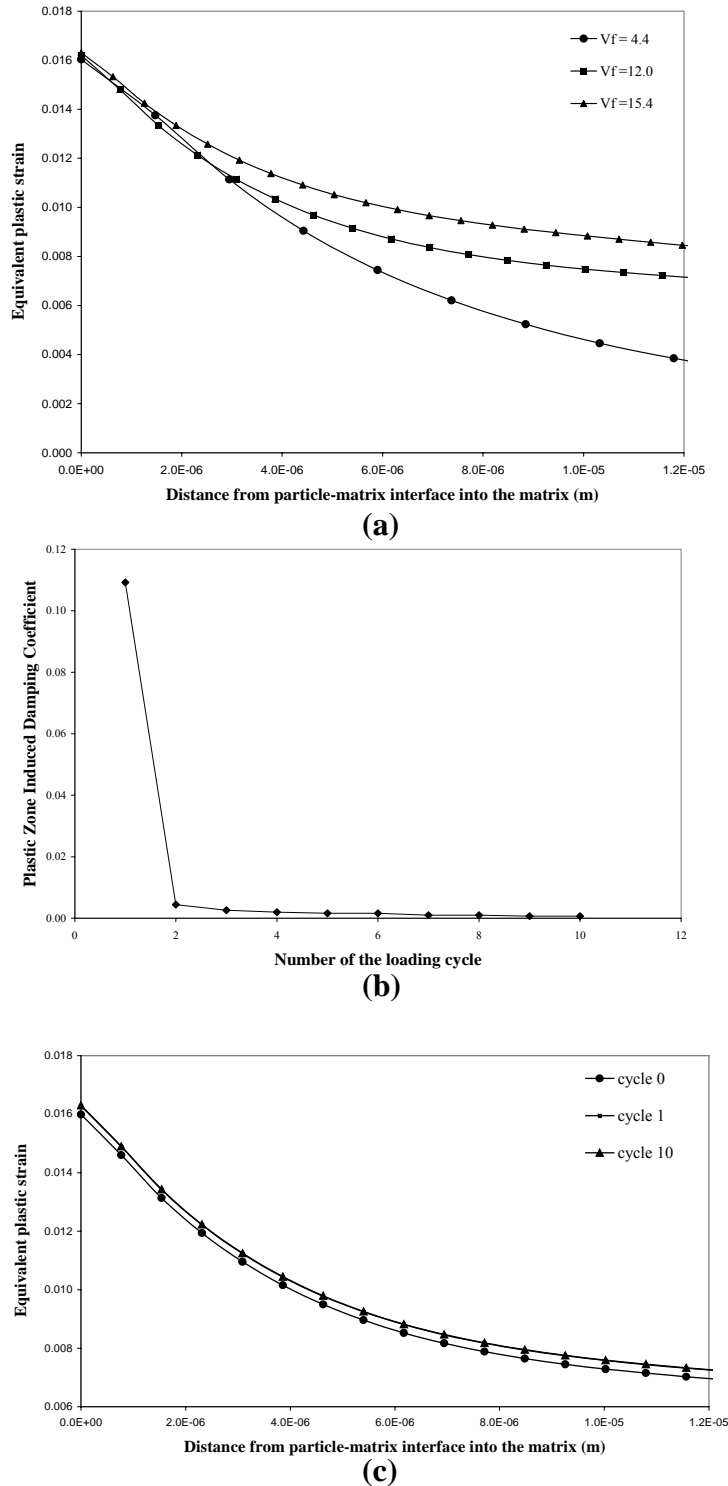 0.018
0.016
0.014
0.012
0.010
0.008
0.006
0.004
0.002
0.000
Equivalent plastic strain
Vf = 4.4
Vf =12.0
Vf =15.4
0.0E+00 2.0E-06 4.0E-06 6.0E-06 8.0E-06 1.0E-05 1.2E-05
Distance from particle-matrix interface into the matrix (m)
(a)
0.12
0.10
0.08
0.06
0.04
0.02
0.00
Plastic Zone Induced Damping Coefficient
0 2 4 6 8 10 12
Number of the loading cycle
(b)
0.018
0.016
0.014
0.012
0.010
0.008
0.006
Equivalent plastic strain
cycle 0
cycle 1
cycle 10
0.0E+00 2.0E-06 4.0E-06 6.0E-06 8.0E-06 1.0E-05 1.2E-05
Distance from particle-matrix interface into the matrix (m)
(c)